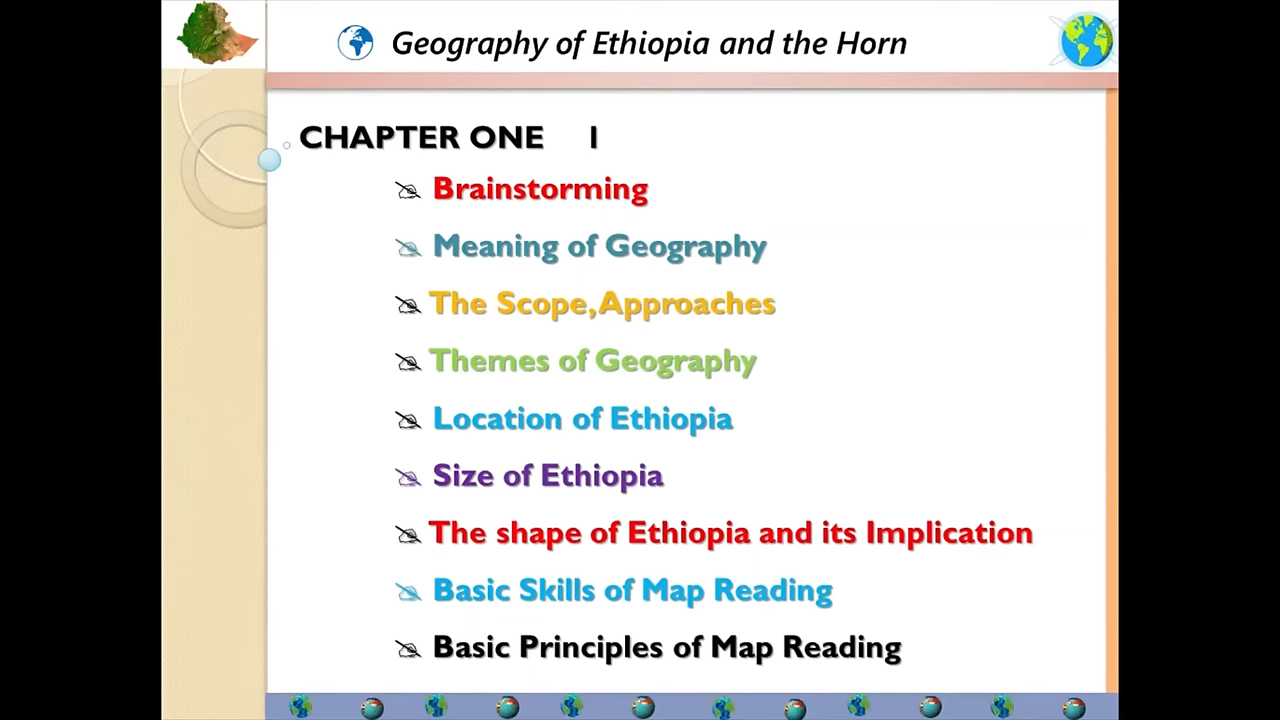 Geography of Ethiopia and the Horn
CHAPTER ONE 1
Brainstorming
Meaning of Geography
The Scope, Approaches
Themes of Geography
Location of Ethiopia
Size of Ethiopia
The shape of Ethiopia and its Implication
Basic Skills of Map Reading
Basic Principles of Map Reading